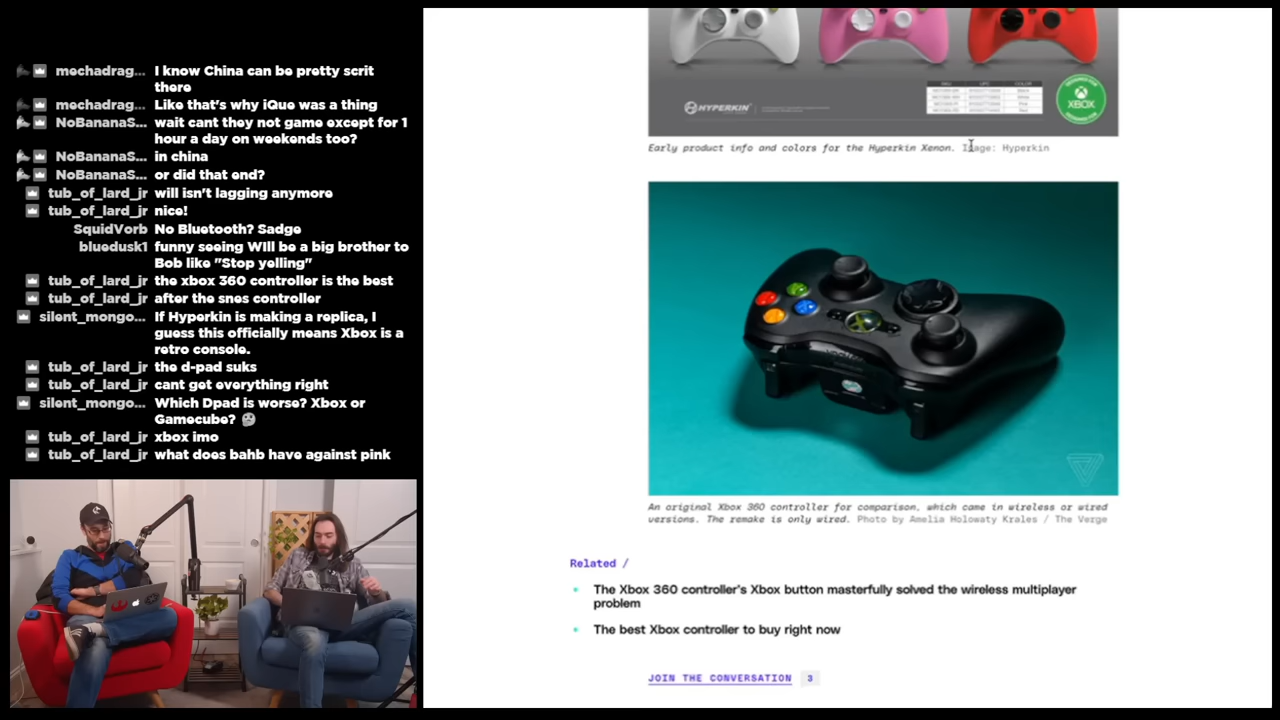 mechadrag... I know China can be pretty scrit
there
mechadrag... Like that's why iQue was a thing
NoBananaS... wait cant they not game except for 1
hour a day on weekends too?
NoBananaS... in china
NoBananaS... or did that end?
tub_of_lard_jr will isn't lagging anymore
tub_of_lard_jr nice!
SquidVorb No Bluetooth? Sadge
bluedusk1 funny seeing WIll be a big brother to
Bob like "Stop yelling"
tub_of_lard_jr the xbox 360 controller is the best
tub_of_lard_jr after the snes controller
silent_mongo... If Hyperkin is making a replica, I
guess this officially means Xbox is a
retro console.
tub_of_lard_jr the d-pad suks
tub_of_lard_jr cant get everything right
silent_mongo... Which Dpad is worse? Xbox or
Gamecube?
tub_of_lard_jr xbox imo
tub_of_lard_jr what does bahb have against pink
HYPERKIN
XBOX
Early product info and colors for the Hyperkin Xenon. Image: Hyperkin
An original Xbox 360 controller for comparison, which came in wireless or wired
versions. The remake is only wired. Photo by Amelia Holowaty Krales / The Verge
Related /
The Xbox 360 controller's Xbox button masterfully solved the wireless multiplayer
problem
The best Xbox controller to buy right now
JOIN THE CONVERSATION 3